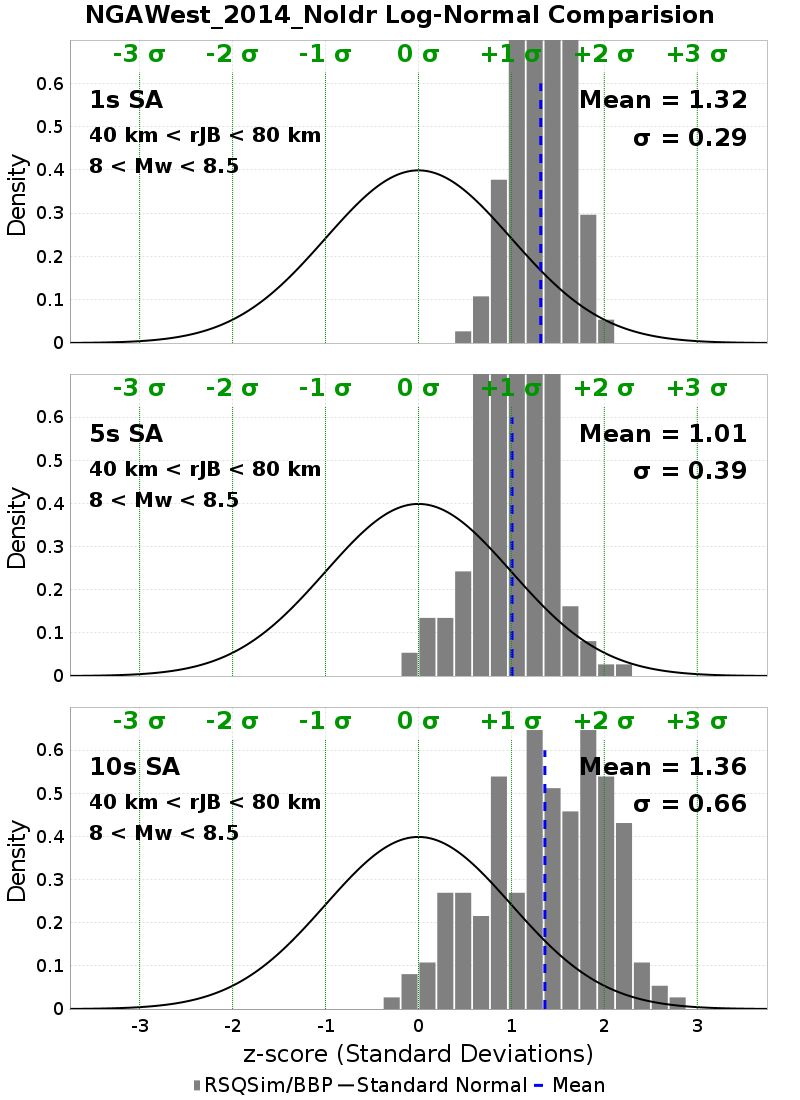 NGAWest_2014_NoIdr Log-Normal Comparision
-3 σ -2 σ -1 σ 0 σ +1 σ +2 σ +3 σ
0.6
0.5
0.4
0.3
0.2
0.1
0
Density
1s SA
40 km < rJB < 80 km
8 < Mw < 8.5
Mean = 1.32
σ = 0.29
-3 σ -2 σ -1 σ 0 σ +1 σ +2 σ +3 σ
0.6
0.5
0.4
0.3
0.2
0.1
0
Density
5s SA
40 km < rJB < 80 km
8 < Mw < 8.5
Mean = 1.01
σ = 0.39
-3 σ -2 σ -1 σ 0 σ +1 σ +2 σ +3 σ
0.6
0.5
0.4
0.3
0.2
0.1
0
Density
10s SA
40 km < rJB < 80 km
8 < Mw < 8.5
Mean = 1.36
σ = 0.66
-3 -2 -1 0 1 2 3
z-score (Standard Deviations)
RSQSim/BBP Standard Normal Mean